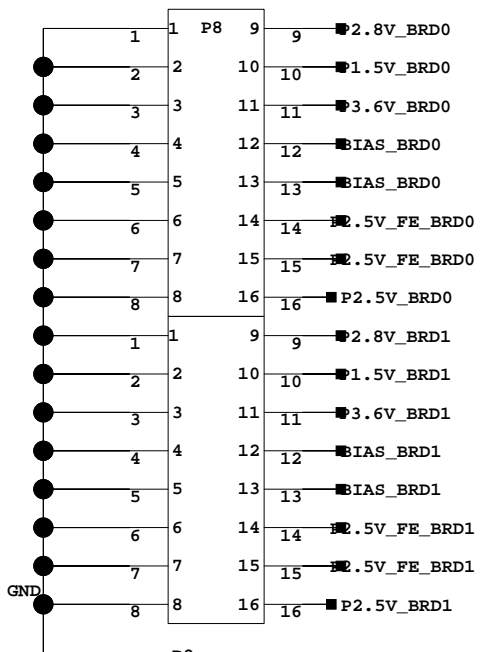 1 1 P8 9 9 P2.8V_BRD0
2 2 10 10 P1.5V_BRD0
3 3 11 11 P3.6V_BRD0
4 4 12 12 BIAS_BRD0
5 5 13 13 BIAS_BRD0
6 6 14 14 P2.5V_FE_BRD0
7 7 15 15 P2.5V_FE_BRD0
8 8 16 16 P2.5V_BRD0
1 1 9 9 P2.8V_BRD1
2 2 10 10 P1.5V_BRD1
3 3 11 11 P3.6V_BRD1
4 4 12 12 BIAS_BRD1
5 5 13 13 BIAS_BRD1
6 6 14 14 P2.5V_FE_BRD1
7 7 15 15 P2.5V_FE_BRD1
GND
8 8 16 16 P2.5V_BRD1